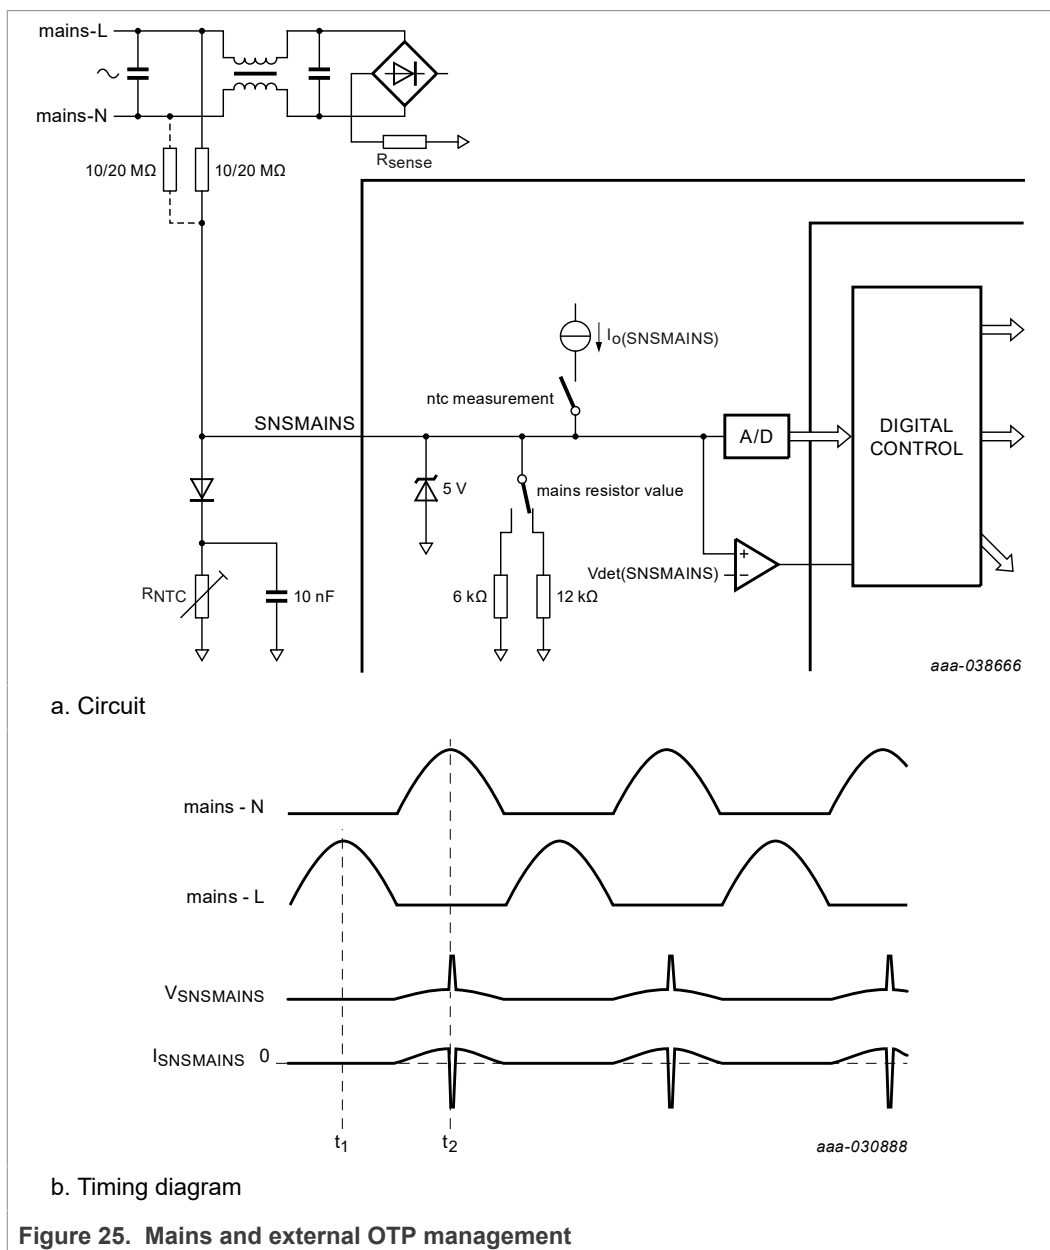 mains-L
mains-N
Rsense
10/20 MΩ
10/20 MΩ
Io(SNSMAINS)
ntc measurement
SNSMAINS
A/D
DIGITAL
CONTROL
5 V
mains resistor value
Vdet(SNSMAINS)
+
−
RNTC
10 nF
6 kΩ
12 kΩ
aaa-038666
a. Circuit
mains - N
mains - L
VSNSMAINS
ISNSMAINS 0
t1
t2
aaa-030888
b. Timing diagram
Figure 25. Mains and external OTP management